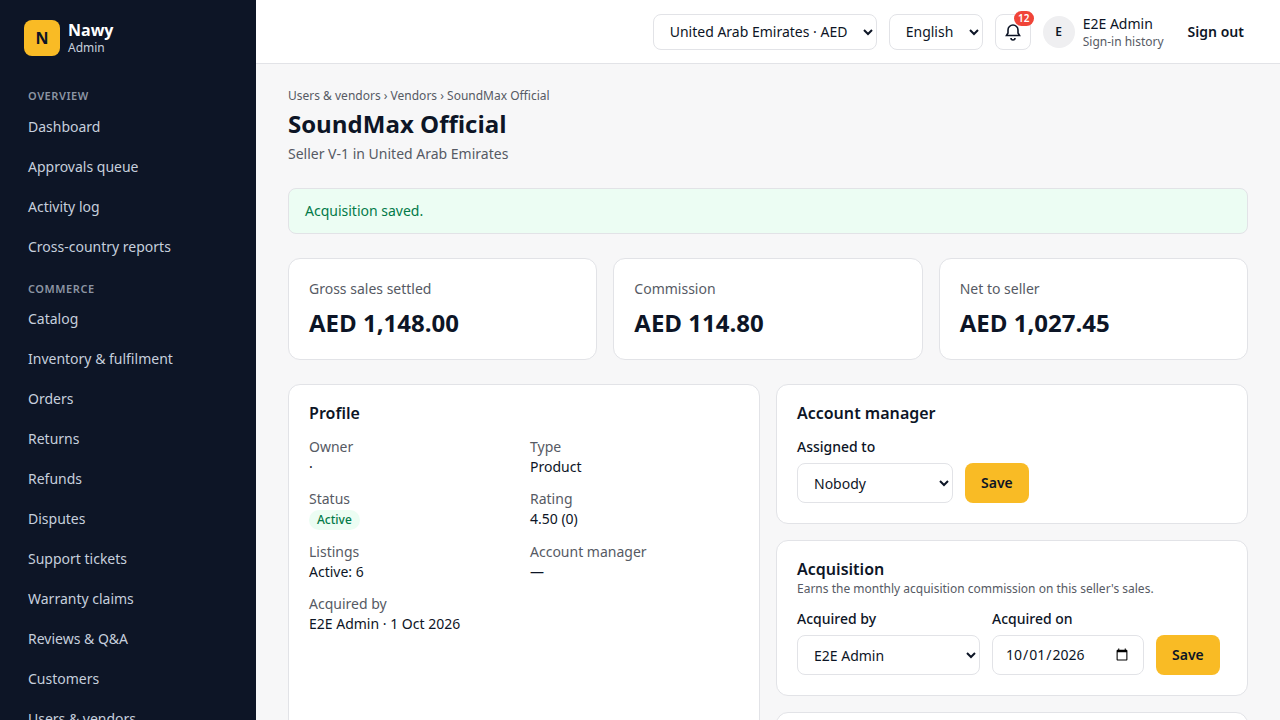 N
Nawy
Admin
OVERVIEW
Dashboard
Approvals queue
Activity log
Cross-country reports
COMMERCE
Catalog
Inventory & fulfilment
Orders
Returns
Refunds
Disputes
Support tickets
Warranty claims
Reviews & Q&A
Customers
Users & vendors
United Arab Emirates · AED
English
12
E
E2E Admin
Sign-in history
Sign out
Users & vendors › Vendors › SoundMax Official
SoundMax Official
Seller V-1 in United Arab Emirates
Acquisition saved.
Gross sales settled
AED 1,148.00
Commission
AED 114.80
Net to seller
AED 1,027.45
Profile
Owner
·
Type
Product
Status
Active
Rating
4.50 (0)
Listings
Active: 6
Account manager
—
Acquired by
E2E Admin · 1 Oct 2026
Account manager
Assigned to
Nobody
Save
Acquisition
Earns the monthly acquisition commission on this seller's sales.
Acquired by
Acquired on
E2E Admin
10/01/2026
Save